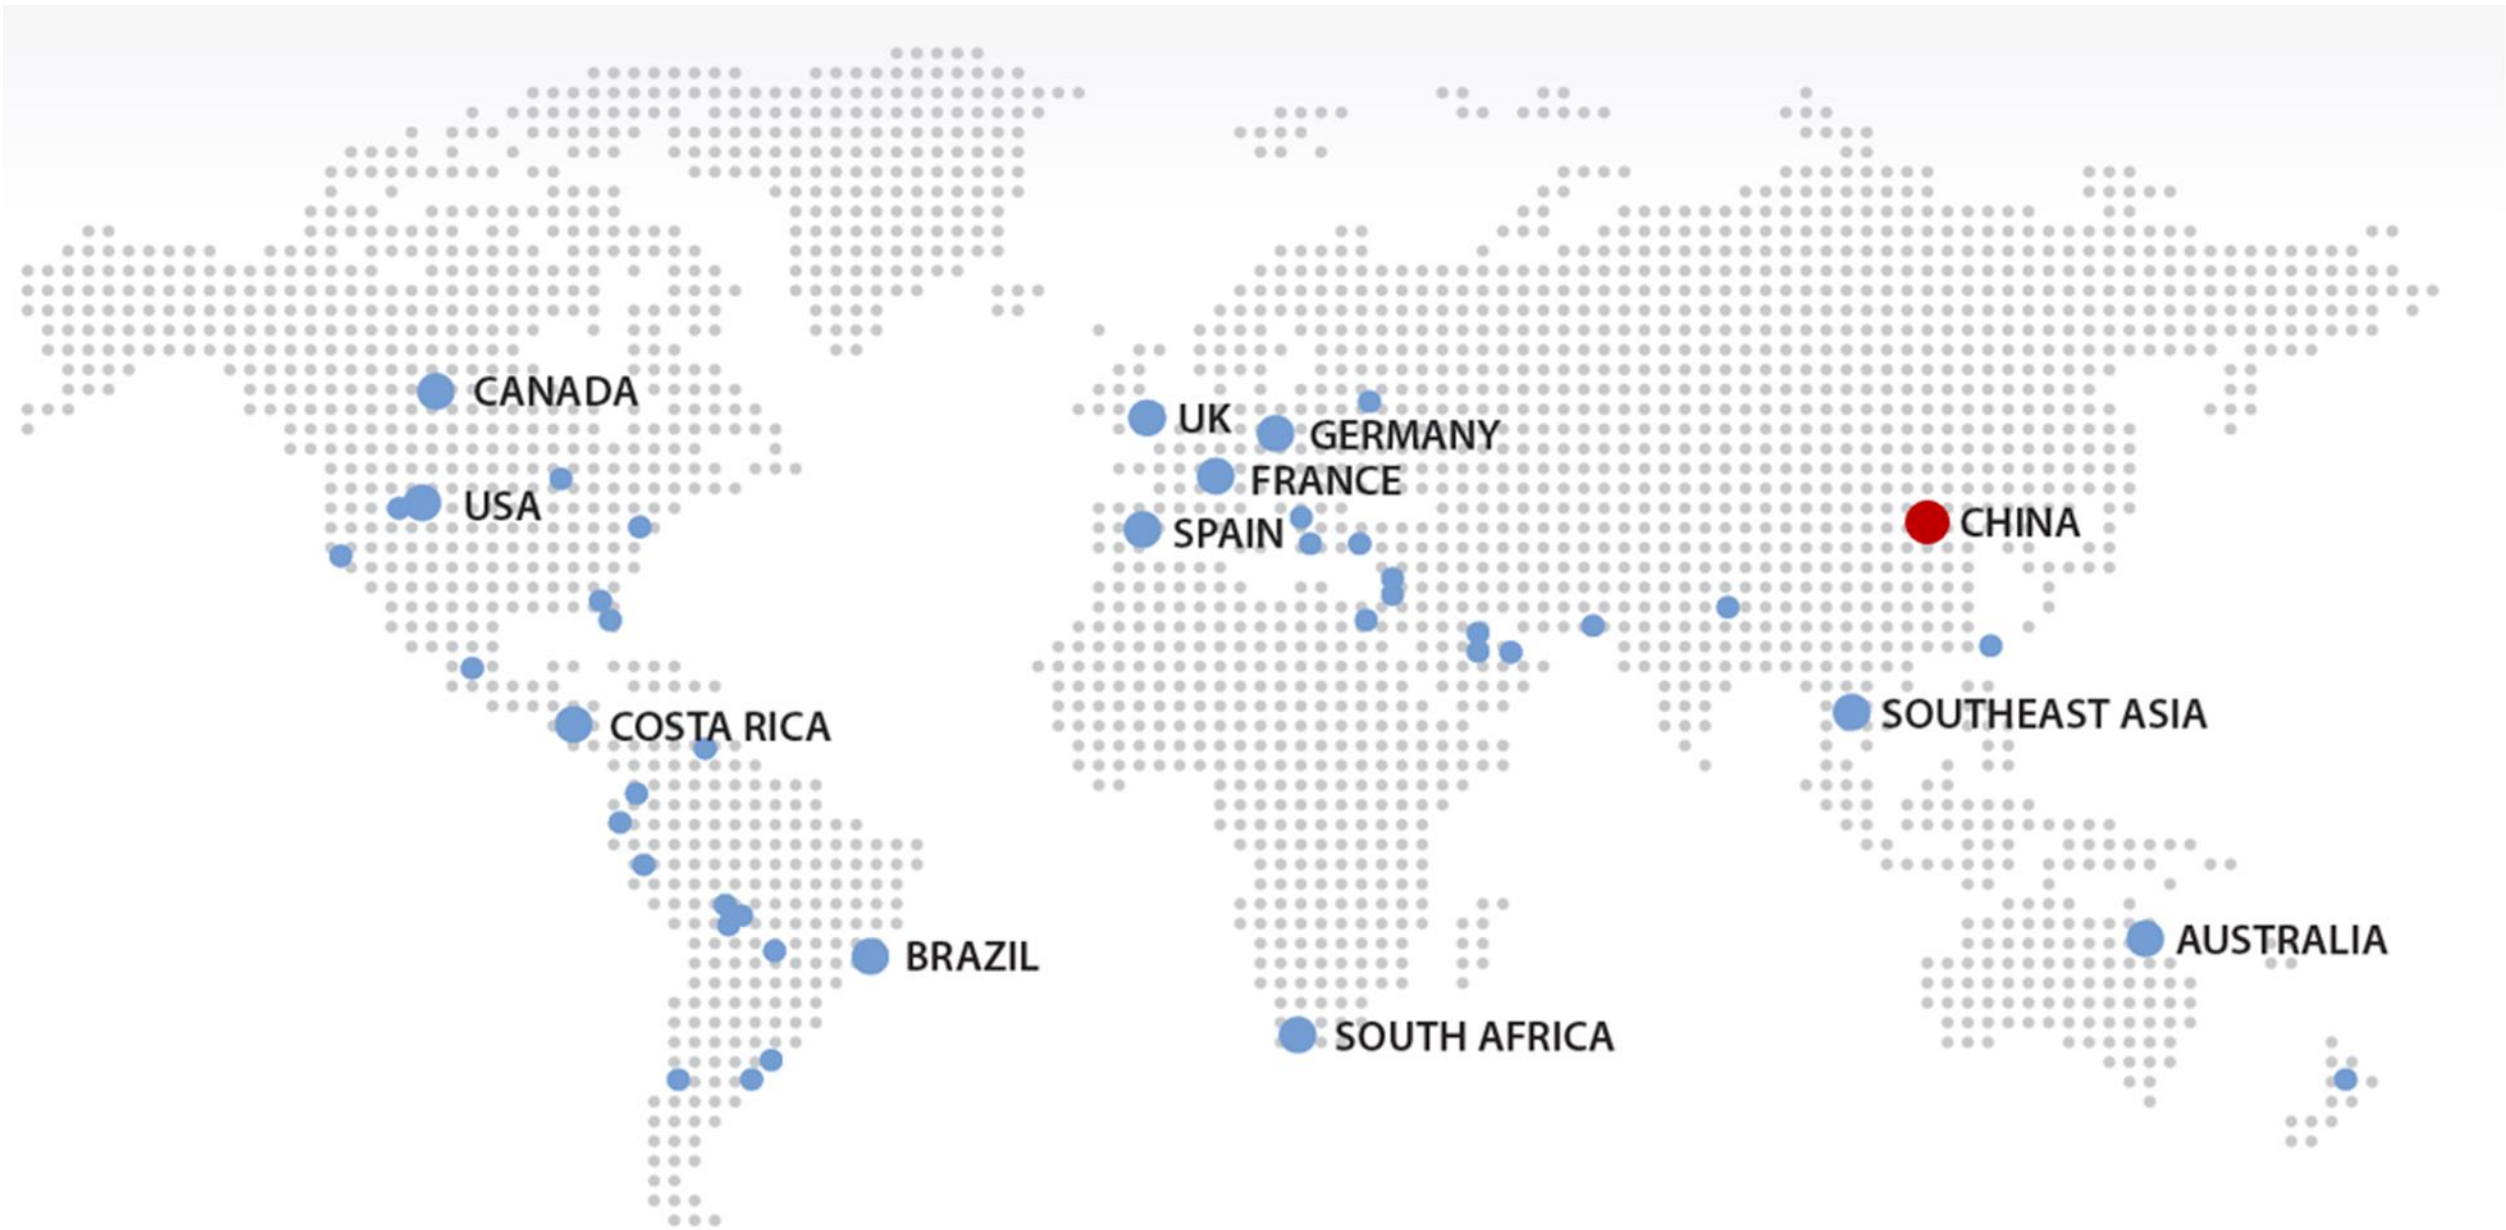 CANADA
UK
GERMANY
FRANCE
USA
SPAIN
CHINA
SOUTHEAST ASIA
COSTA RICA
AUSTRALIA
BRAZIL
SOUTH AFRICA